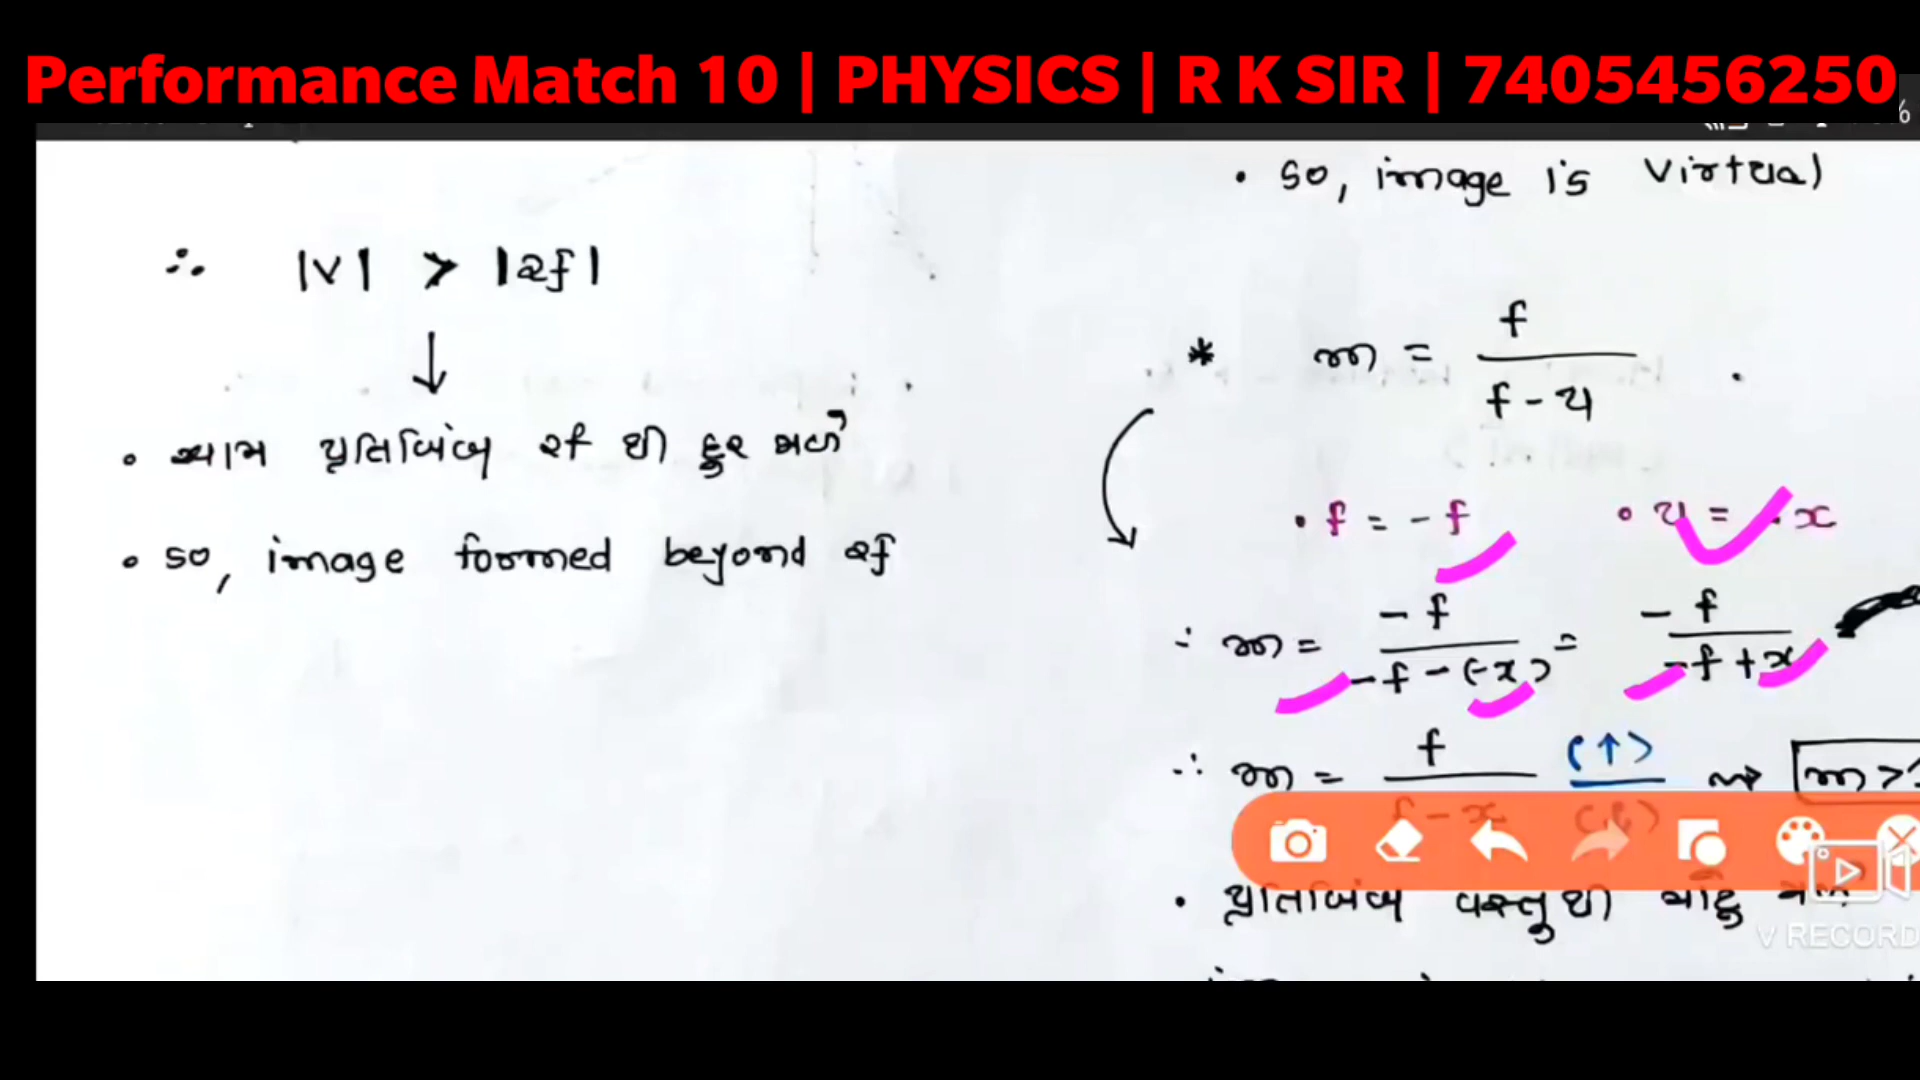 Performance Match 10 | PHYSICS | R K SIR | 7405456250
∴ |v| > |2f|
↓
• આમ પ્રતિબિંબ 2f થી દુર મળે
• so, image formed beyond 2f
• so, image is virtual
* m = f / (f - u)
• f = -f • u = -x
∴ m = -f / (-f - (-x)) = -f / (-f + x)
∴ m = f / (f - x) (↑) ⇝ m >
• પ્રતિબિંબ વસ્તુથી મોટું
V RECORD